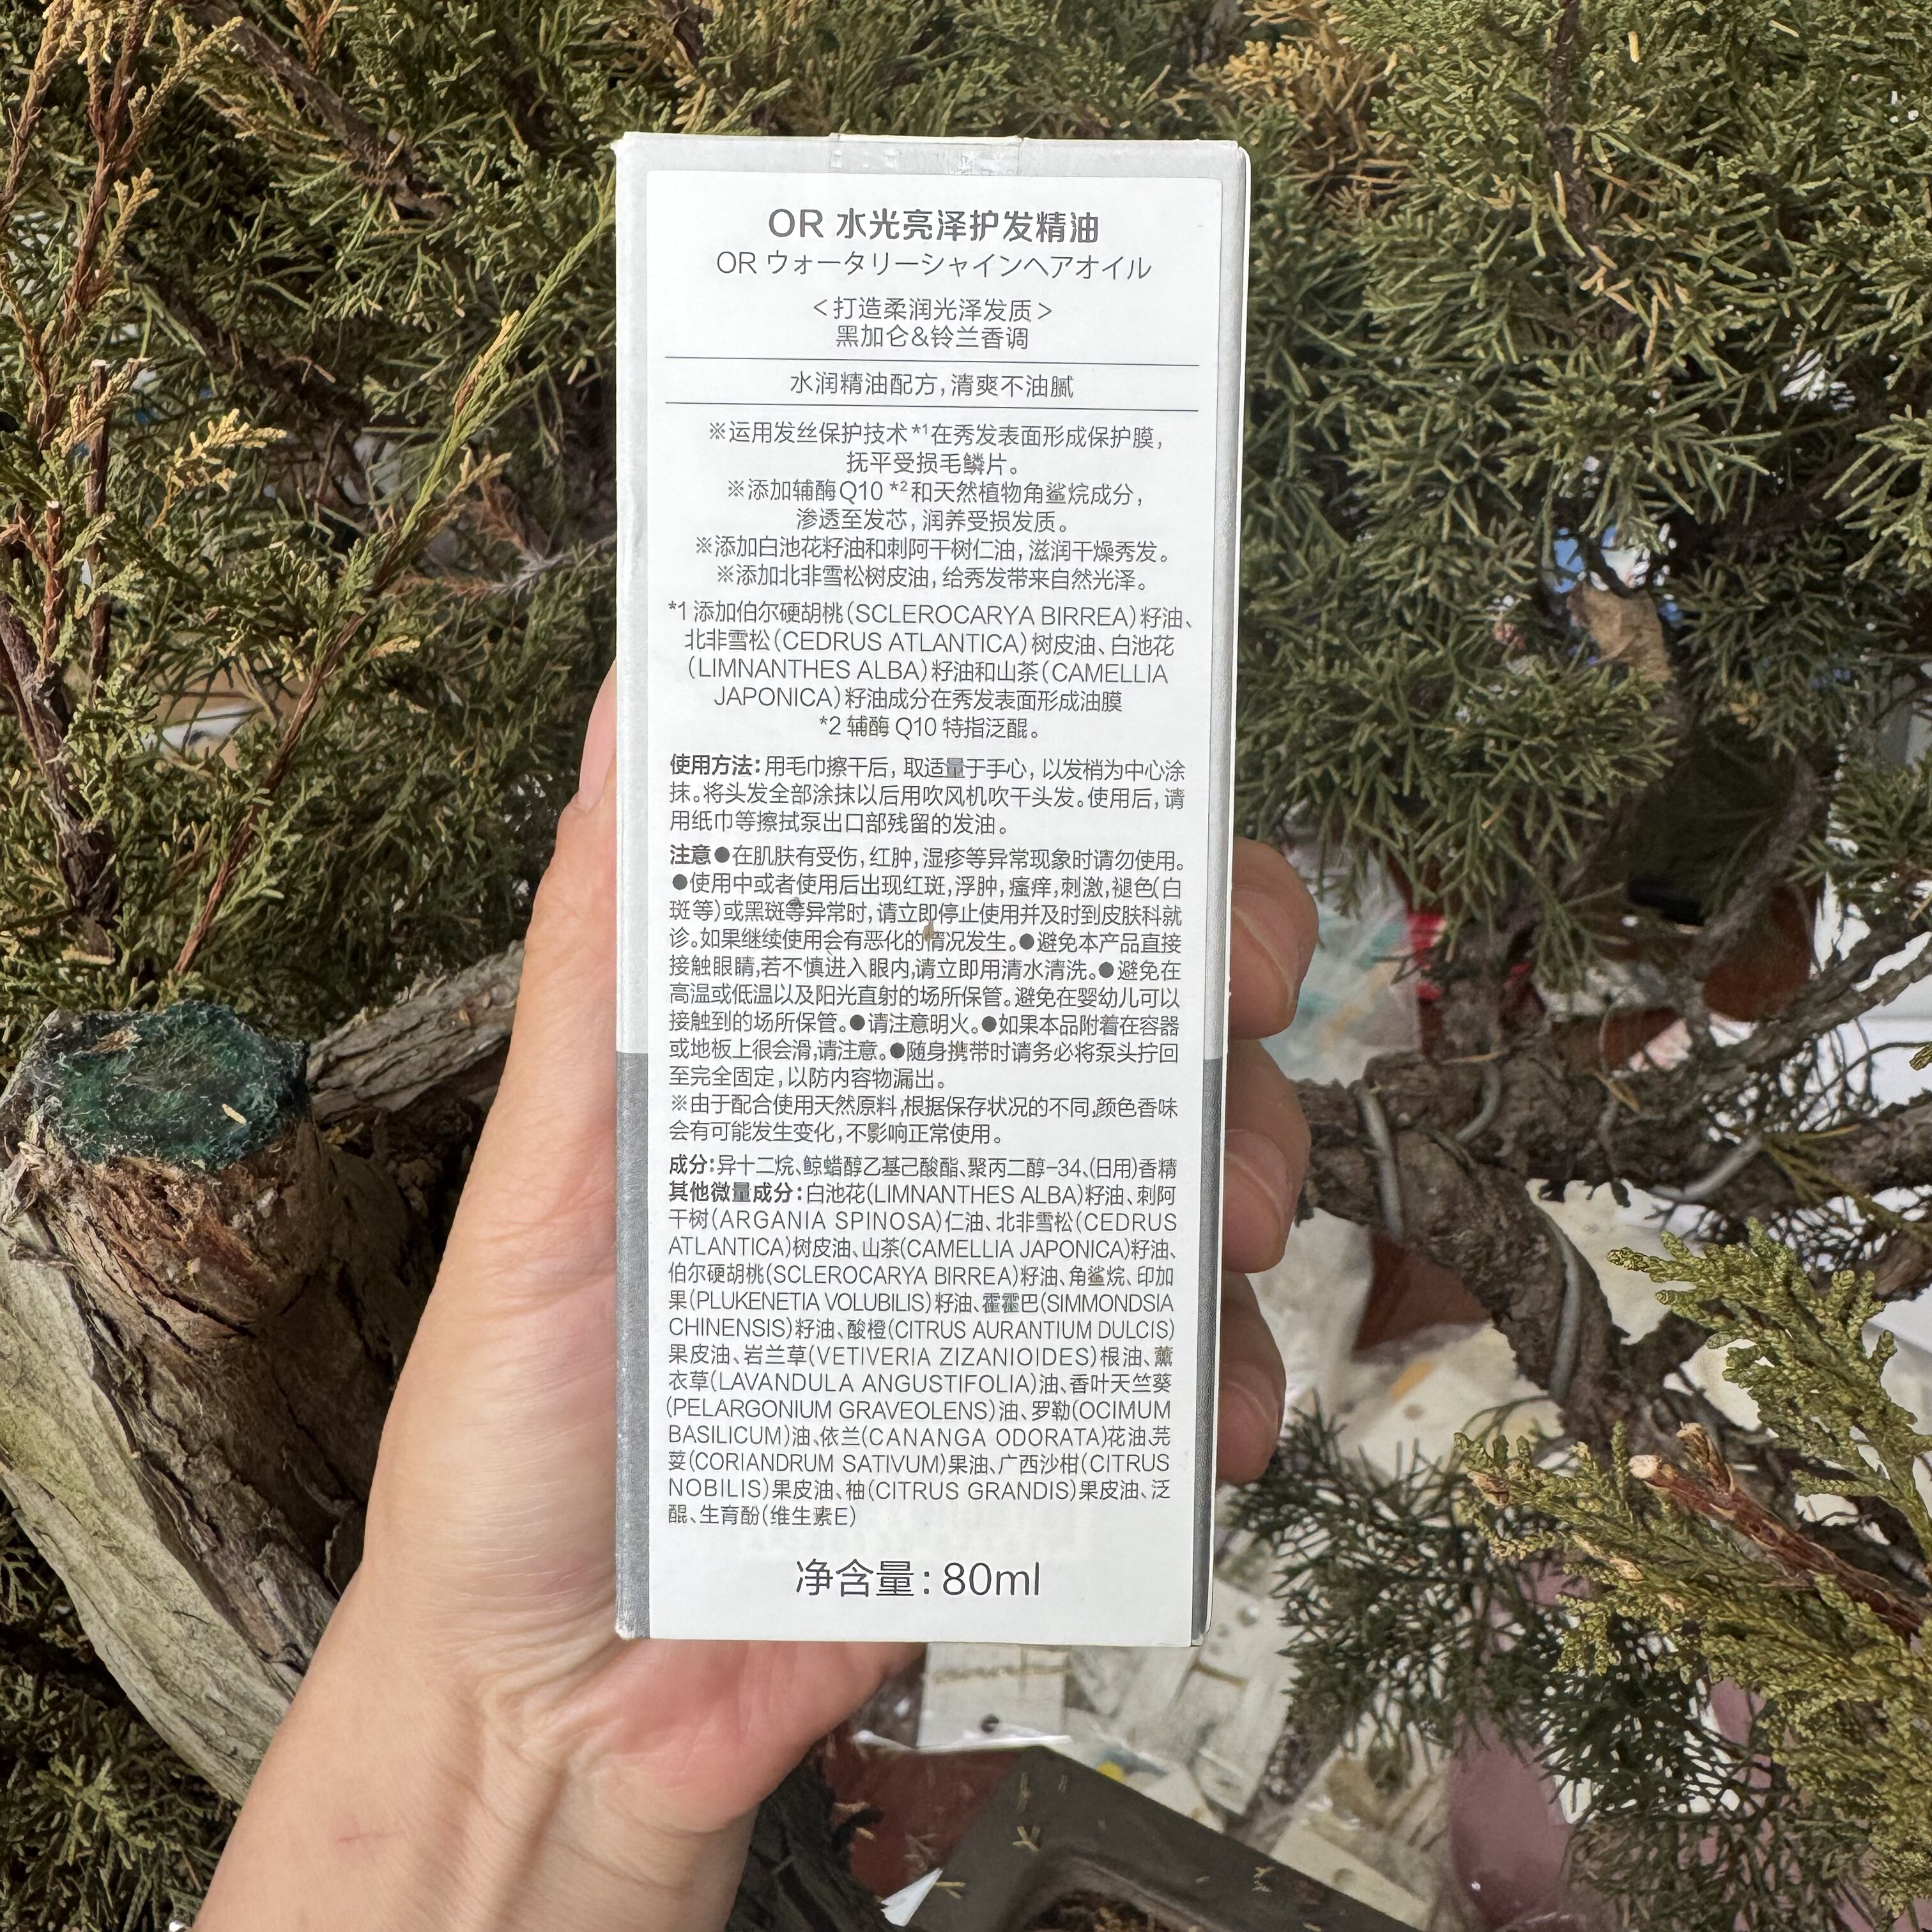 OR 水光亮泽护发精油
OR ウォータリーシャインヘアオイル
<打造柔润光泽发质>
黑加仑&铃兰香调
水润精油配方,清爽不油腻
※运用发丝保护技术*1在秀发表面形成保护膜,
抚平受损毛鳞片。
※添加辅酶Q10 *2和天然植物角鲨烷成分,
渗透至发芯,润养受损发质。
※添加白池花籽油和刺阿干树仁油,滋润干燥秀发。
※添加北非雪松树皮油,给秀发带来自然光泽。
*1 添加伯尔硬胡桃(SCLEROCARYA BIRREA)籽油、
北非雪松(CEDRUS ATLANTICA)树皮油、白池花
(LIMNANTHES ALBA)籽油和山茶(CAMELLIA
JAPONICA)籽油成分在秀发表面形成油膜
*2 辅酶 Q10 特指泛醌。
使用方法:用毛巾擦干后,取适量于手心,以发梢为中心涂
抹。将头发全部涂抹以后用吹风机吹干头发。使用后,请
用纸巾等擦拭泵出口部残留的发油。
注意●在肌肤有受伤,红肿,湿疹等异常现象时请勿使用。
●使用中或者使用后出现红斑,浮肿,瘙痒,刺激,褪色(白
斑等)或黑斑等异常时,请立即停止使用并及时到皮肤科就
诊。如果继续使用会有恶化的情况发生。●避免本产品直接
接触眼睛,若不慎进入眼内,请立即用清水清洗。●避免在
高温或低温以及阳光直射的场所保管。避免在婴幼儿可以
接触到的场所保管。●请注意明火。●如果本品附着在容器
或地板上很会滑,请注意。●随身携带时请务必将泵头拧回
至完全固定,以防内容物漏出。
※由于配合使用天然原料,根据保存状况的不同,颜色香味
会有可能发生变化,不影响正常使用。
成分:异十二烷、鲸蜡醇乙基己酸酯、聚丙二醇-34、(日用)香精
其他微量成分:白池花(LIMNANTHES ALBA)籽油、刺阿
干树(ARGANIA SPINOSA)仁油、北非雪松(CEDRUS
ATLANTICA)树皮油、山茶(CAMELLIA JAPONICA)籽油、
伯尔硬胡桃(SCLEROCARYA BIRREA)籽油、角鲨烷、印加
果(PLUKENETIA VOLUBILIS)籽油、霍霍巴(SIMMONDSIA
CHINENSIS)籽油、酸橙(CITRUS AURANTIUM DULCIS)
果皮油、岩兰草(VETIVERIA ZIZANIOIDES)根油、薰
衣草(LAVANDULA ANGUSTIFOLIA)油、香叶天竺葵
(PELARGONIUM GRAVEOLENS)油、罗勒(OCIMUM
BASILICUM)油、依兰(CANANGA ODORATA)花油、芫
荽(CORIANDRUM SATIVUM)果油、广西沙柑(CITRUS
NOBILIS)果皮油、柚(CITRUS GRANDIS)果皮油、泛
醌、生育酚(维生素E)
净含量:80ml